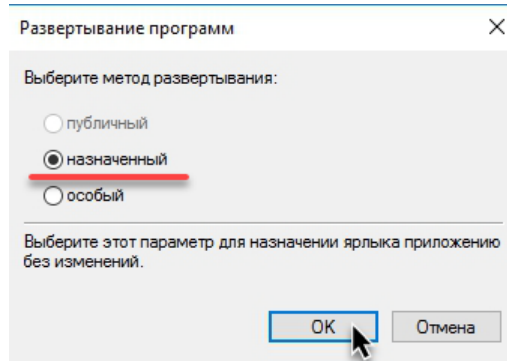 Развертывание программ
Выберите метод развертывания:
публичный
назначенный
особый
Выберите этот параметр для назначении ярлыка приложению
без изменений.
OK
Отмена